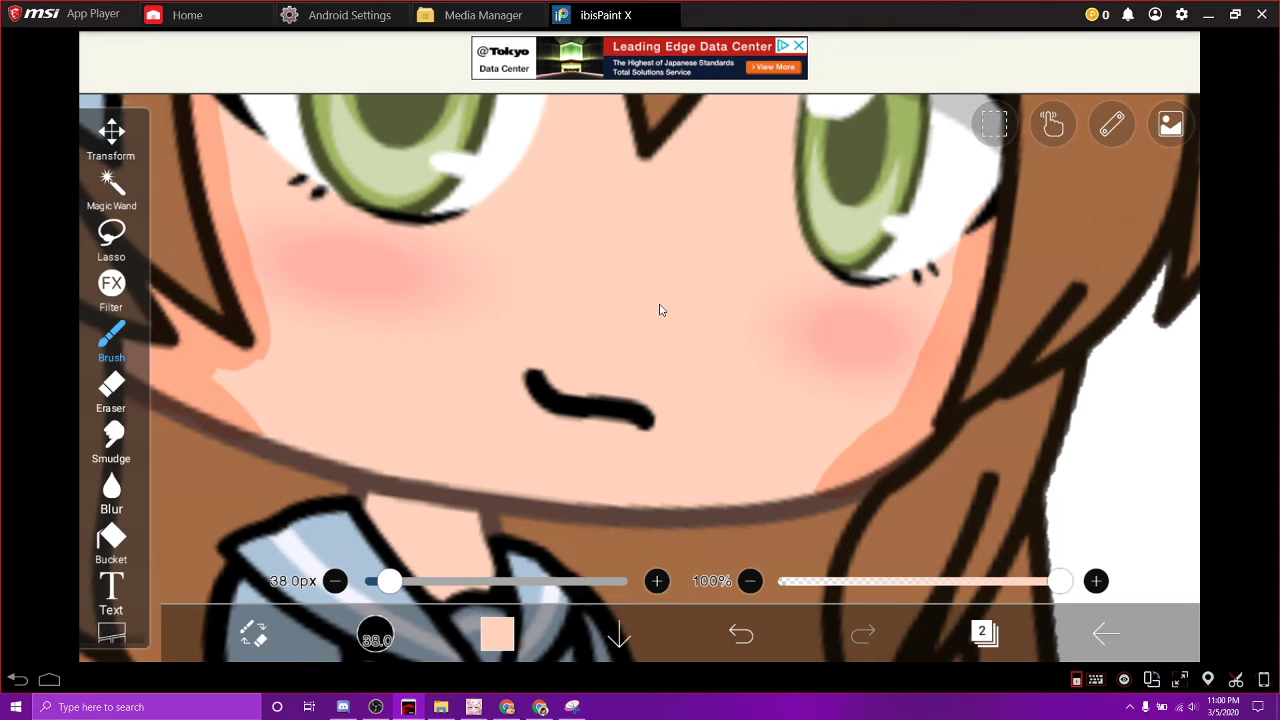 msi App Player
Home
Android Settings
Media Manager
ibisPaint X
0
@Tokyo
Data Center
Leading Edge Data Center
The Highest of Japanese Standards
Total Solutions Service
> View More
Transform
Magic Wand
Lasso
FX
Filter
Brush
Eraser
Smudge
Blur
Bucket
T
Text
38.0px
100%
38.0
2
Type here to search
11:00 PM
3/5/2020